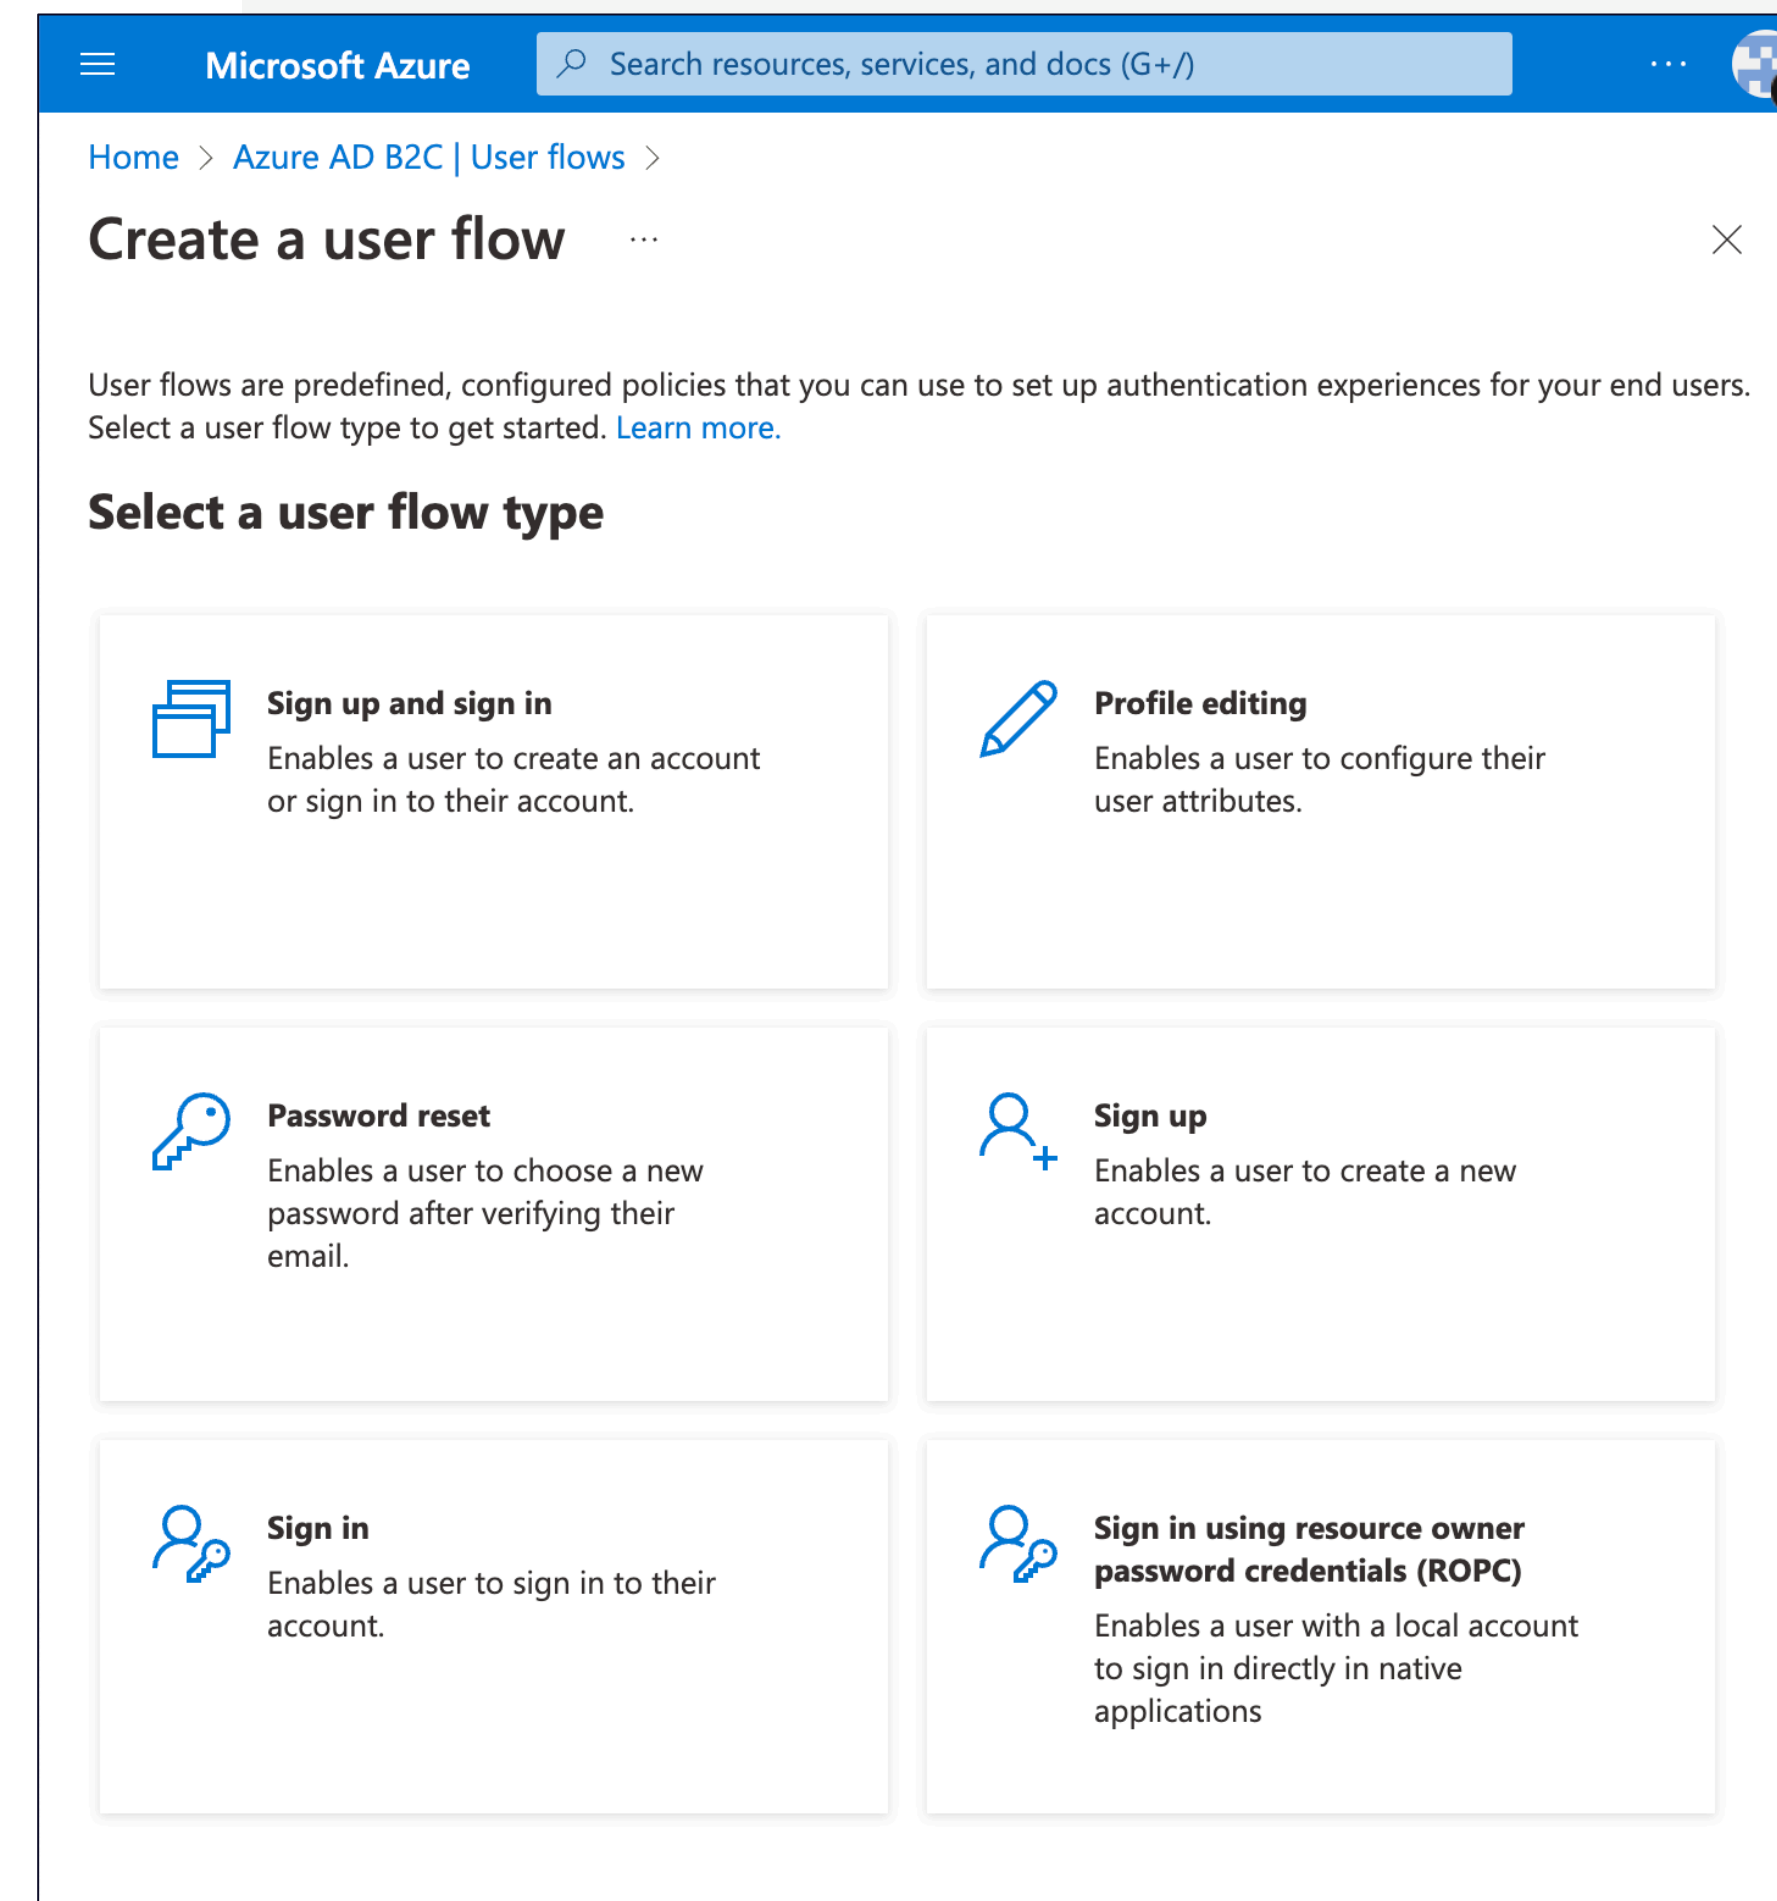 Microsoft Azure
Search resources, services, and docs (G+/)
Home > Azure AD B2C | User flows >
Create a user flow ...
User flows are predefined, configured policies that you can use to set up authentication experiences for your end users.
Select a user flow type to get started. Learn more.
Select a user flow type
Sign up and sign in
Enables a user to create an account
or sign in to their account.
Profile editing
Enables a user to configure their
user attributes.
Password reset
Enables a user to choose a new
password after verifying their
email.
Sign up
Enables a user to create a new
account.
Sign in
Enables a user to sign in to their
account.
Sign in using resource owner
password credentials (ROPC)
Enables a user with a local account
to sign in directly in native
applications